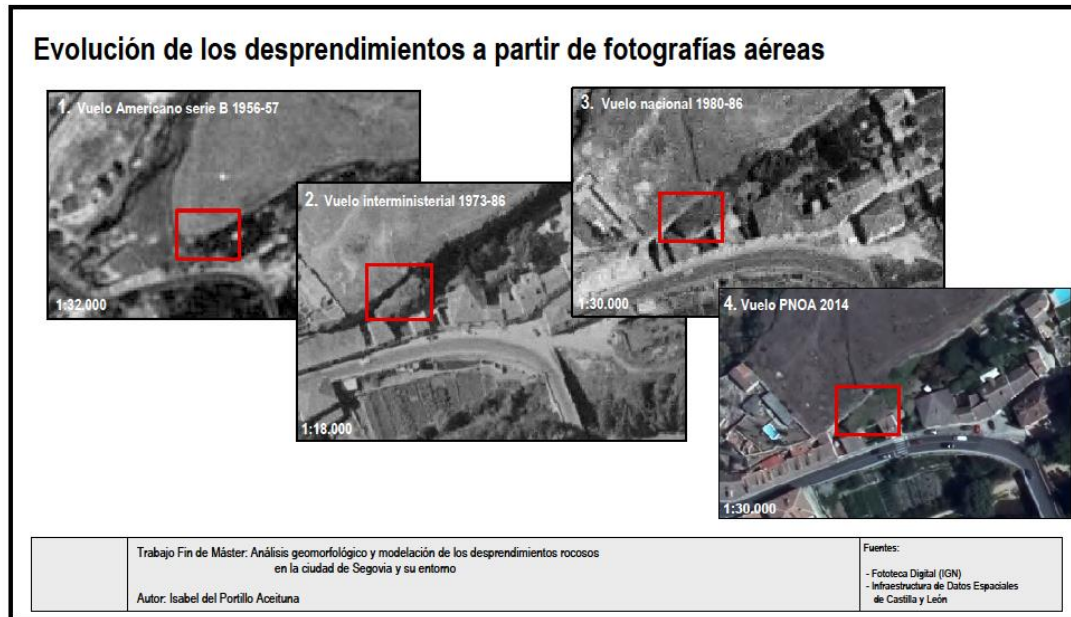 Evolución de los desprendimientos a partir de fotografías aéreas
1. Vuelo Americano serie B 1956-57
1:32.000
2. Vuelo interministerial 1973-86
1:18.000
3. Vuelo nacional 1980-86
1:30.000
4. Vuelo PNOA 2014
1:30.000
Trabajo Fin de Máster: Análisis geomorfológico y modelación de los desprendimientos rocosos
en la ciudad de Segovia y su entorno
Autor: Isabel del Portillo Aceituna
Fuentes:
- Fototeca Digital (IGN)
- Infraestructura de Datos Espaciales
de Castilla y León